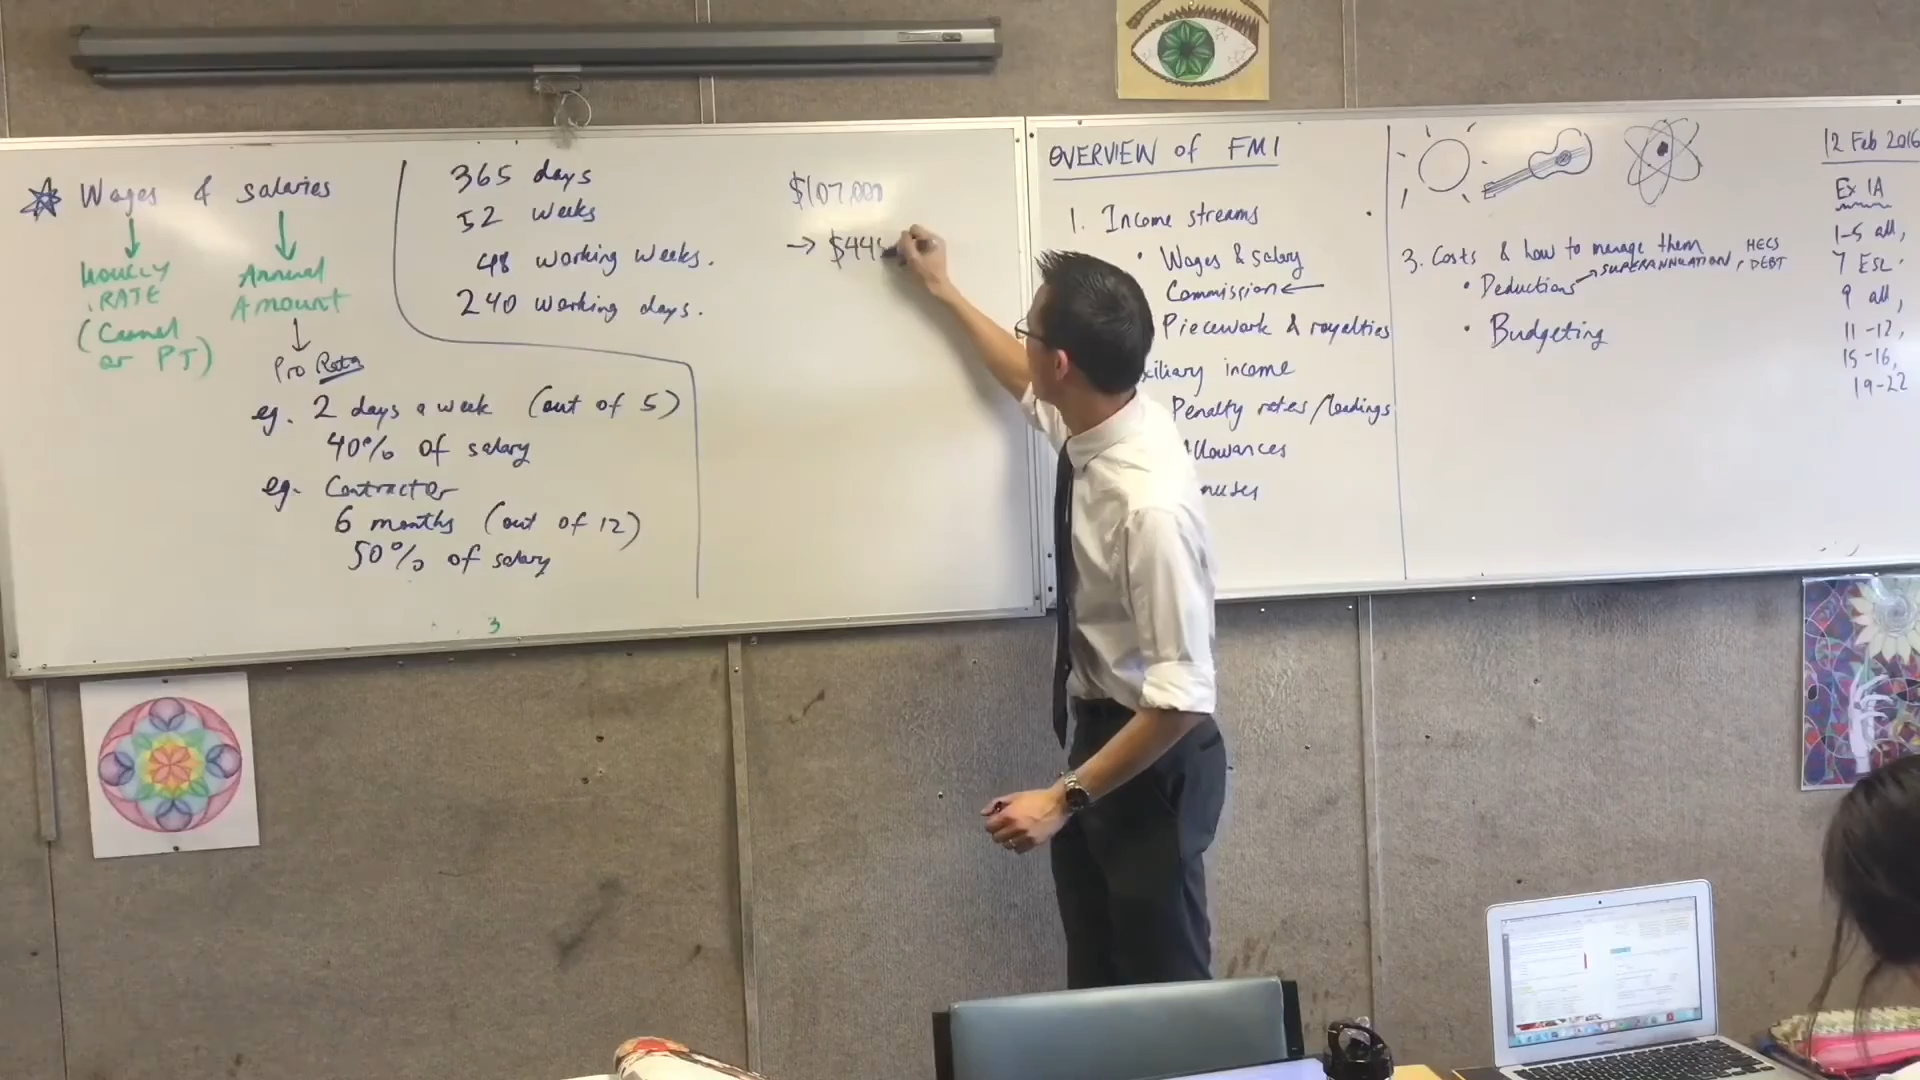 Wages & salaries
HOURLY
RATE
(Casual
or PT)
Annual
Amount
Pro Rata
eg. 2 days a week (out of 5)
40% of salary
eg. Contractor
6 months (out of 12)
50% of salary
3
365 days
52 weeks
48 working weeks.
240 working days.
$107,000
→ $445
OVERVIEW of FM1
1. Income streams
• Wages & salary
Commission ←
Piecework & royalties
iliary income
Penalty rates/loadings
llowances
nuses
3. Costs & how to manage them
• Deductions → SUPERANNUATION, HECS DEBT
• Budgeting
12 Feb 2016
Ex 1A
1-5 all,
7 ESL
9 all,
11-12,
15-16,
19-22